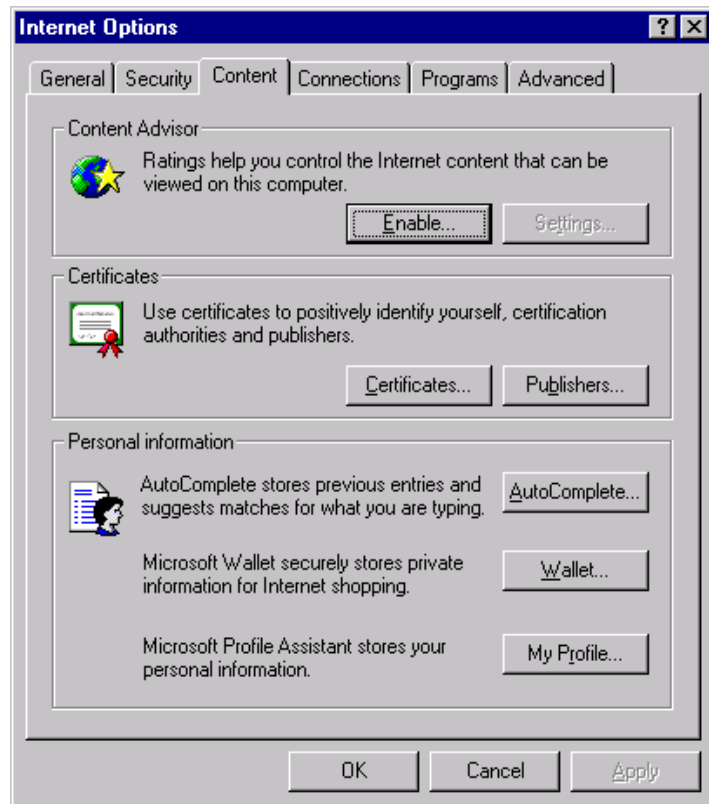 Internet Options
General Security Content Connections Programs Advanced
Content Advisor
Ratings help you control the Internet content that can be
viewed on this computer.
Enable... Settings...
Certificates
Use certificates to positively identify yourself, certification
authorities and publishers.
Certificates... Publishers...
Personal information
AutoComplete stores previous entries and
suggests matches for what you are typing.
AutoComplete...
Microsoft Wallet securely stores private
information for Internet shopping.
Wallet...
Microsoft Profile Assistant stores your
personal information.
My Profile...
OK Cancel Apply